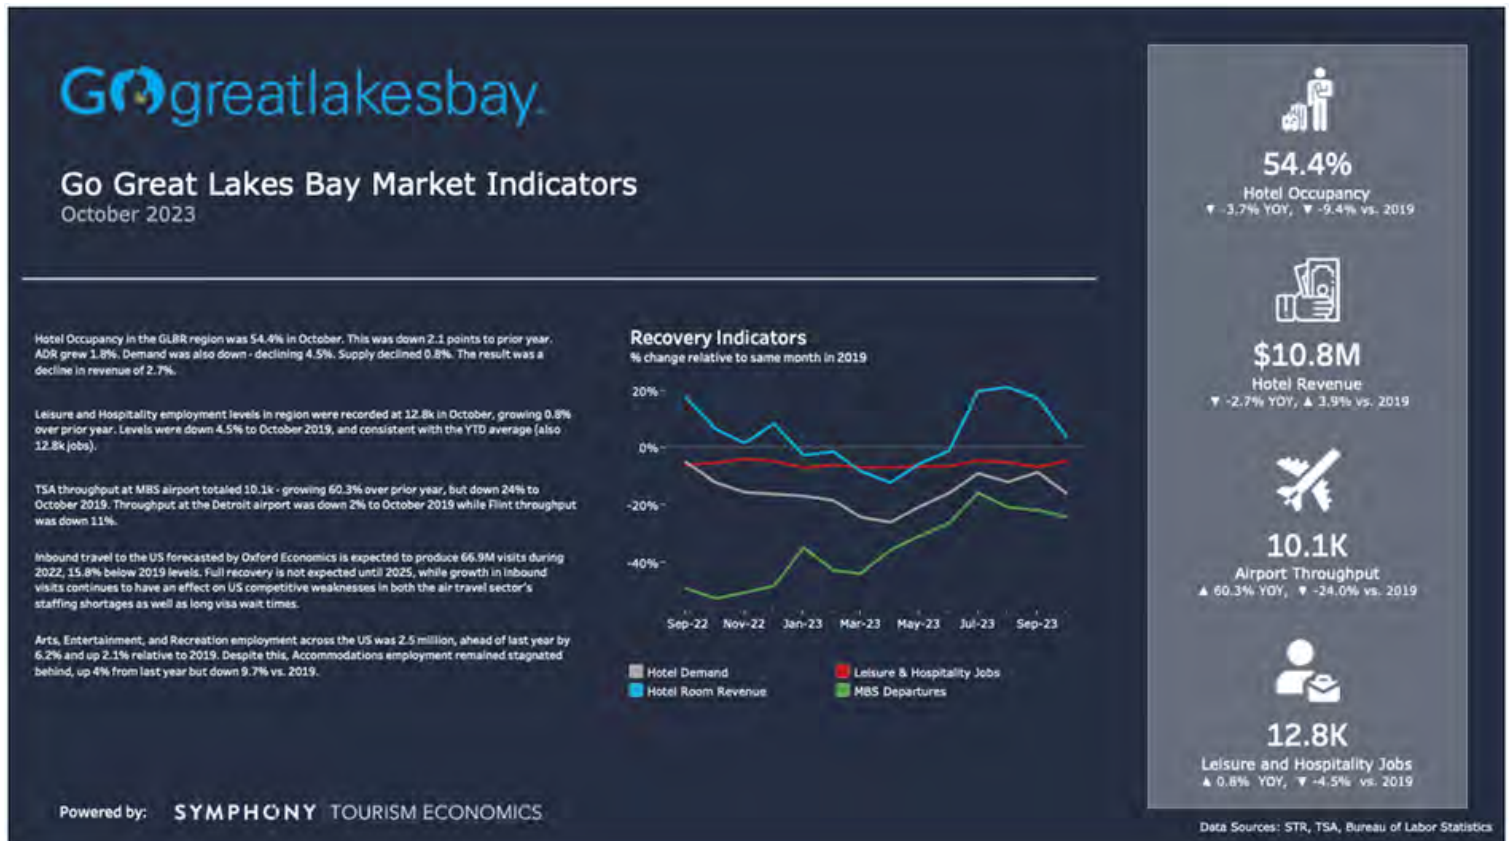 GOgreatlakesbay.
Go Great Lakes Bay Market Indicators
October 2023
Hotel Occupancy in the GLBR region was 54.4% in October. This was down 2.1 points to prior year.
ADR grew 1.8%. Demand was also down - declining 4.5%. Supply declined 0.8%. The result was a
decline in revenue of 2.7%.
Leisure and Hospitality employment levels in region were recorded at 12.8k in October, growing 0.8%
over prior year. Levels were down 4.5% to October 2019, and consistent with the YTD average (also
12.8k jobs).
TSA throughput at MBS airport totaled 10.1k - growing 60.3% over prior year, but down 24% to
October 2019. Throughput at the Detroit airport was down 2% to October 2019 while Flint throughput
was down 11%.
Inbound travel to the US forecasted by Oxford Economics is expected to produce 66.9M visits during
2022, 15.8% below 2019 levels. Full recovery is not expected until 2025, while growth in inbound
visits continues to have an effect on US competitive weaknesses in both the air travel sector's
staffing shortages as well as long visa wait times.
Arts, Entertainment, and Recreation employment across the US was 2.5 million, ahead of last year by
6.2% and up 2.1% relative to 2019. Despite this, Accommodations employment remained stagnated
behind, up 4% from last year but down 9.7% vs. 2019.
Recovery Indicators
% change relative to same month in 2019
20%
0%
-20%
-40%
Sep-22 Nov-22 Jan-23 Mar-23 May-23 Jul-23 Sep-23
Hotel Demand
Leisure & Hospitality Jobs
Hotel Room Revenue
MBS Departures
54.4%
Hotel Occupancy
▼ -3.7% YOY, ▼ -9.4% vs. 2019
$10.8M
Hotel Revenue
▼ -2.7% YOY, ▲ 3.9% vs. 2019
10.1K
Airport Throughput
▲ 60.3% YOY, ▼ -24.0% vs. 2019
12.8K
Leisure and Hospitality Jobs
▲ 0.8% YOY, ▼ -4.5% vs. 2019
Powered by: SYMPHONY TOURISM ECONOMICS
Data Sources: STR, TSA, Bureau of Labor Statistics